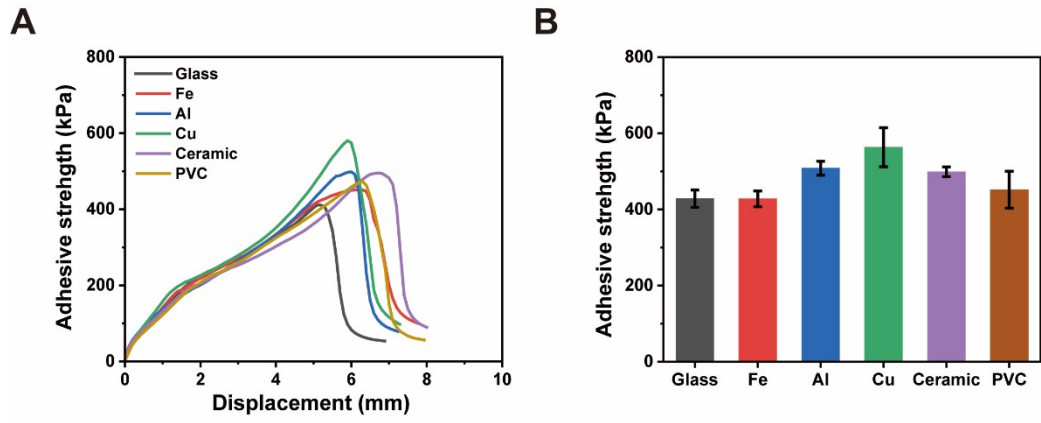 A
Adhesive strehgth (kPa)
800
600
400
200
0
Glass
Fe
Al
Cu
Ceramic
PVC
0 2 4 6 8 10
Displacement (mm)
B
Adhesive strehgth (kPa)
800
600
400
200
0
Glass Fe Al Cu Ceramic PVC